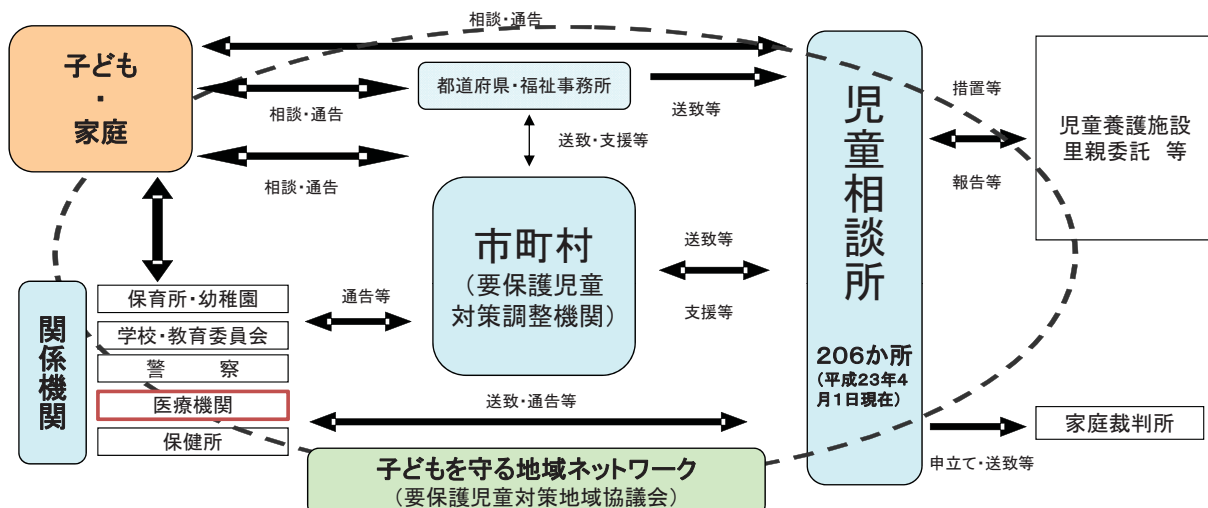 相談・通告
子ども
・
家庭
相談・通告
都道府県・福祉事務所
送致等
相談・通告
送致・支援等
市町村
(要保護児童
対策調整機関)
送致等
支援等
児童相談所
206か所
(平成23年4
月1日現在)
措置等
報告等
児童養護施設
里親委託 等
関係機関
保育所・幼稚園
学校・教育委員会
警 察
医療機関
保健所
通告等
送致・通告等
家庭裁判所
申立て・送致等
子どもを守る地域ネットワーク
(要保護児童対策地域協議会)